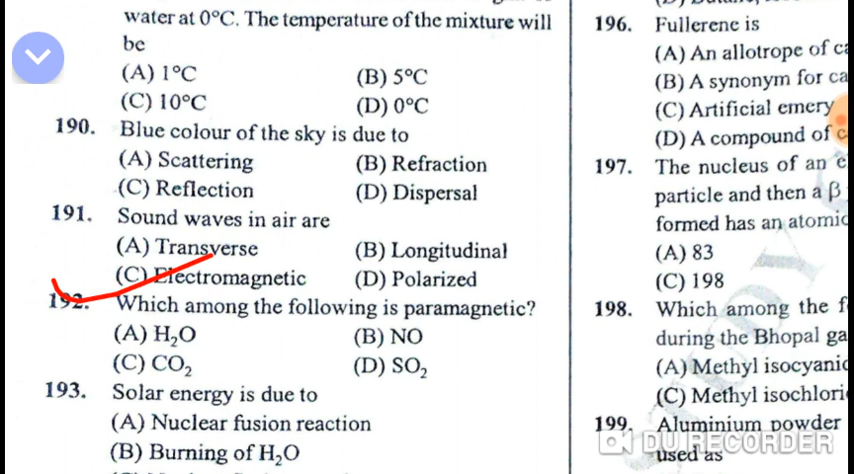 water at 0°C. The temperature of the mixture will
be
(A) 1°C (B) 5°C
(C) 10°C (D) 0°C
190. Blue colour of the sky is due to
(A) Scattering (B) Refraction
(C) Reflection (D) Dispersal
191. Sound waves in air are
(A) Transverse (B) Longitudinal
(C) Electromagnetic (D) Polarized
192. Which among the following is paramagnetic?
(A) H₂O (B) NO
(C) CO₂ (D) SO₂
193. Solar energy is due to
(A) Nuclear fusion reaction
(B) Burning of H₂O
196. Fullerene is
(A) An allotrope of
(B) A synonym for
(C) Artificial emery
(D) A compound of
197. The nucleus of an
particle and then a β
formed has an atomic
(A) 83
(C) 198
198. Which among the
during the Bhopal
(A) Methyl
(C) Methyl
199. Aluminium powder
used as
STUDY
DU RECORDER